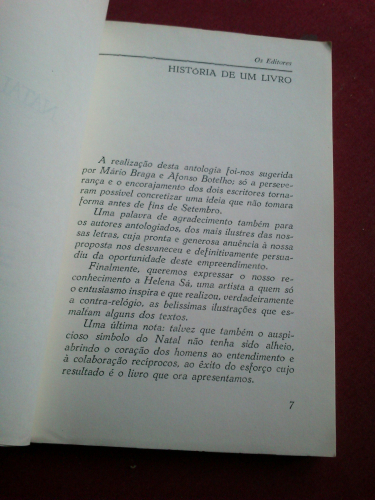 Os Editores
HISTÓRIA DE UM LIVRO
A realização desta antologia foi-nos sugerida
por Mário Braga e Afonso Botelho; só a perseve-
rança e o encorajamento dos dois escritores torna-
ram possível concretizar uma ideia que não tomara
forma antes de fins de Setembro.
Uma palavra de agradecimento também para
os autores antologiados, dos mais ilustres das nos-
sas letras, cuja pronta e generosa anuência à nossa
proposta nos desvaneceu e definitivamente persua-
diu da oportunidade deste empreendimento.
Finalmente, queremos expressar o nosso re-
conhecimento a Helena Sá, uma artista a quem só
o entusiasmo inspira e que realizou, verdadeiramente
a contra-relógio, as belíssimas ilustrações que es-
maltam alguns dos textos.
Uma última nota: talvez que também o auspi-
cioso símbolo do Natal não tenha sido alheio,
abrindo o coração dos homens ao entendimento e
à colaboração recíprocos, ao êxito do esforço cujo
resultado é o livro que ora apresentamos.
7